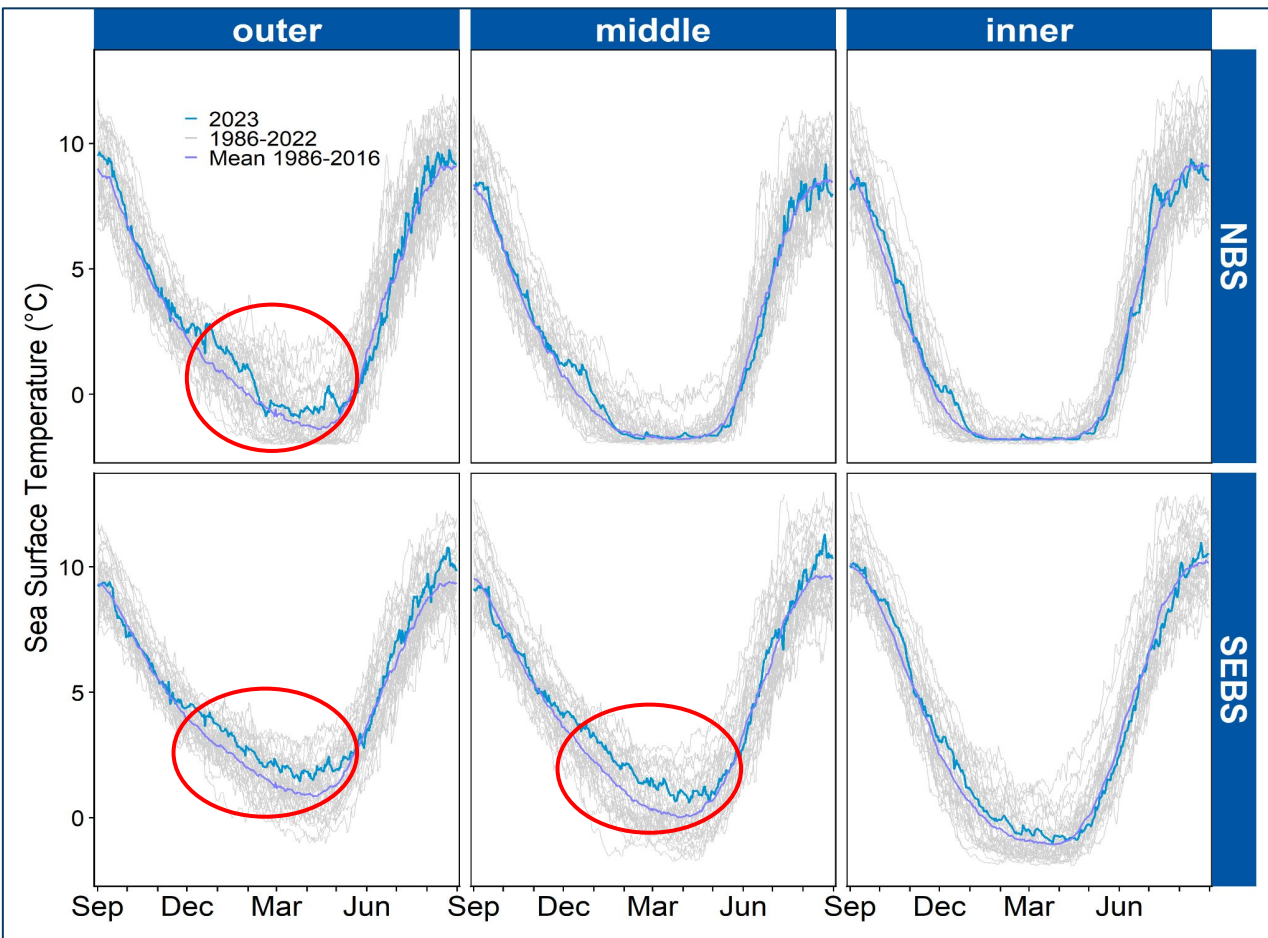 outer
middle
inner
2023
1986-2022
Mean 1986-2016
10
5
0
NBS
Sea Surface Temperature (°C)
10
5
0
SEBS
Sep Dec Mar Jun Sep Dec Mar Jun Sep Dec Mar Jun